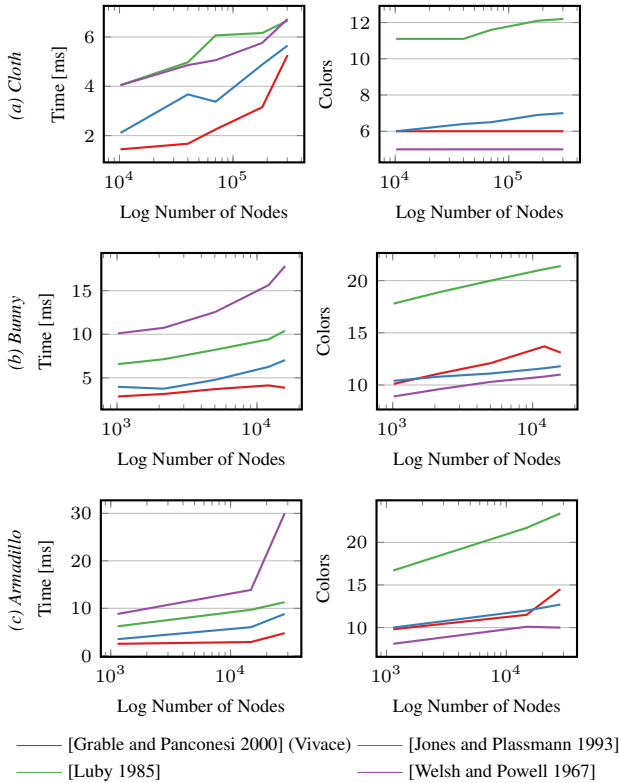 (a) Cloth
Time [ms]
6
4
2
10^4
10^5
Log Number of Nodes
Colors
12
10
8
6
4
10^4
10^5
Log Number of Nodes
(b) Bunny
Time [ms]
15
10
5
10^3
10^4
Log Number of Nodes
Colors
20
15
10
10^3
10^4
Log Number of Nodes
(c) Armadillo
Time [ms]
30
20
10
0
10^3
10^4
Log Number of Nodes
Colors
20
15
10
10^3
10^4
Log Number of Nodes
[Grable and Panconesi 2000] (Vivace)
[Jones and Plassmann 1993]
[Luby 1985]
[Welsh and Powell 1967]